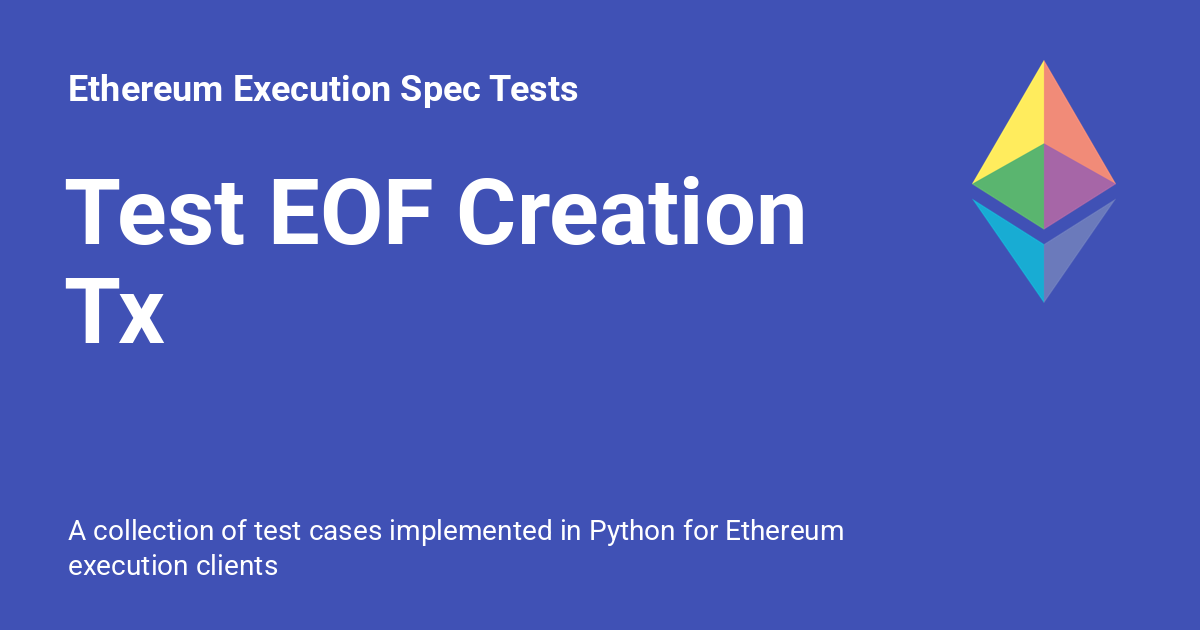 Ethereum Execution Spec Tests
Test EOF Creation
Tx
A collection of test cases implemented in Python for Ethereum
execution clients